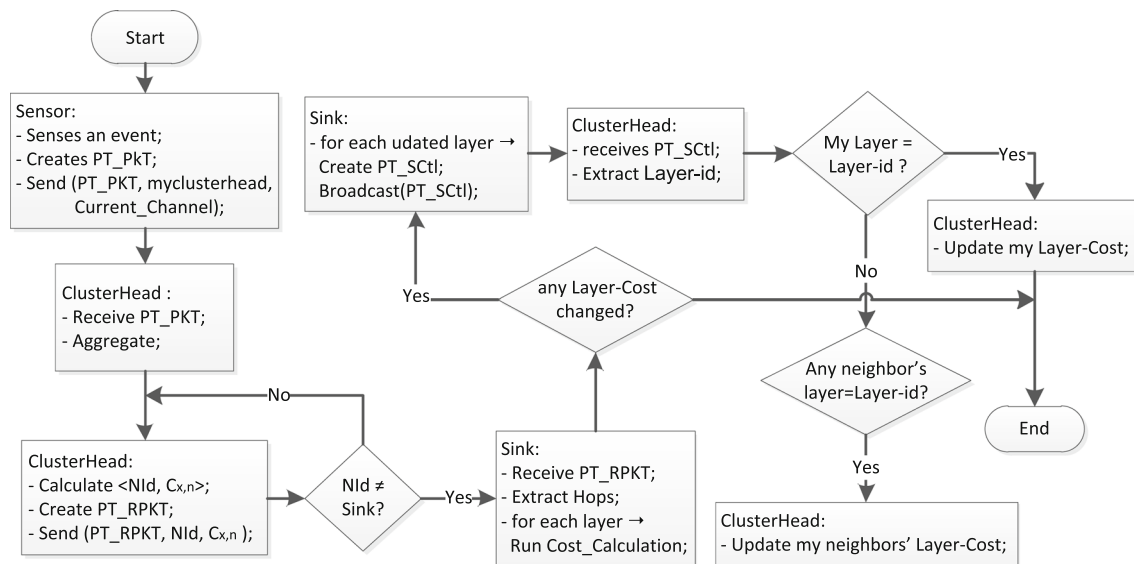 Start
Sensor:
- Senses an event;
- Creates PT_PkT;
- Send (PT_PKT, myclusterhead,
Current_Channel);
ClusterHead :
- Receive PT_PKT;
- Aggregate;
No
ClusterHead:
- Calculate <NId, Cx,n>;
- Create PT_RPKT;
- Send (PT_RPKT, NId, Cx,n );
NId ≠
Sink?
Yes
Sink:
- Receive PT_RPKT;
- Extract Hops;
- for each layer →
Run Cost_Calculation;
any Layer-Cost
changed?
Yes
Sink:
- for each udated layer →
Create PT_SCtl;
Broadcast(PT_SCtl);
ClusterHead:
- receives PT_SCtl;
- Extract Layer-id;
My Layer =
Layer-id ?
Yes
ClusterHead:
- Update my Layer-Cost;
No
Any neighbor's
layer=Layer-id?
Yes
ClusterHead:
- Update my neighbors' Layer-Cost;
End